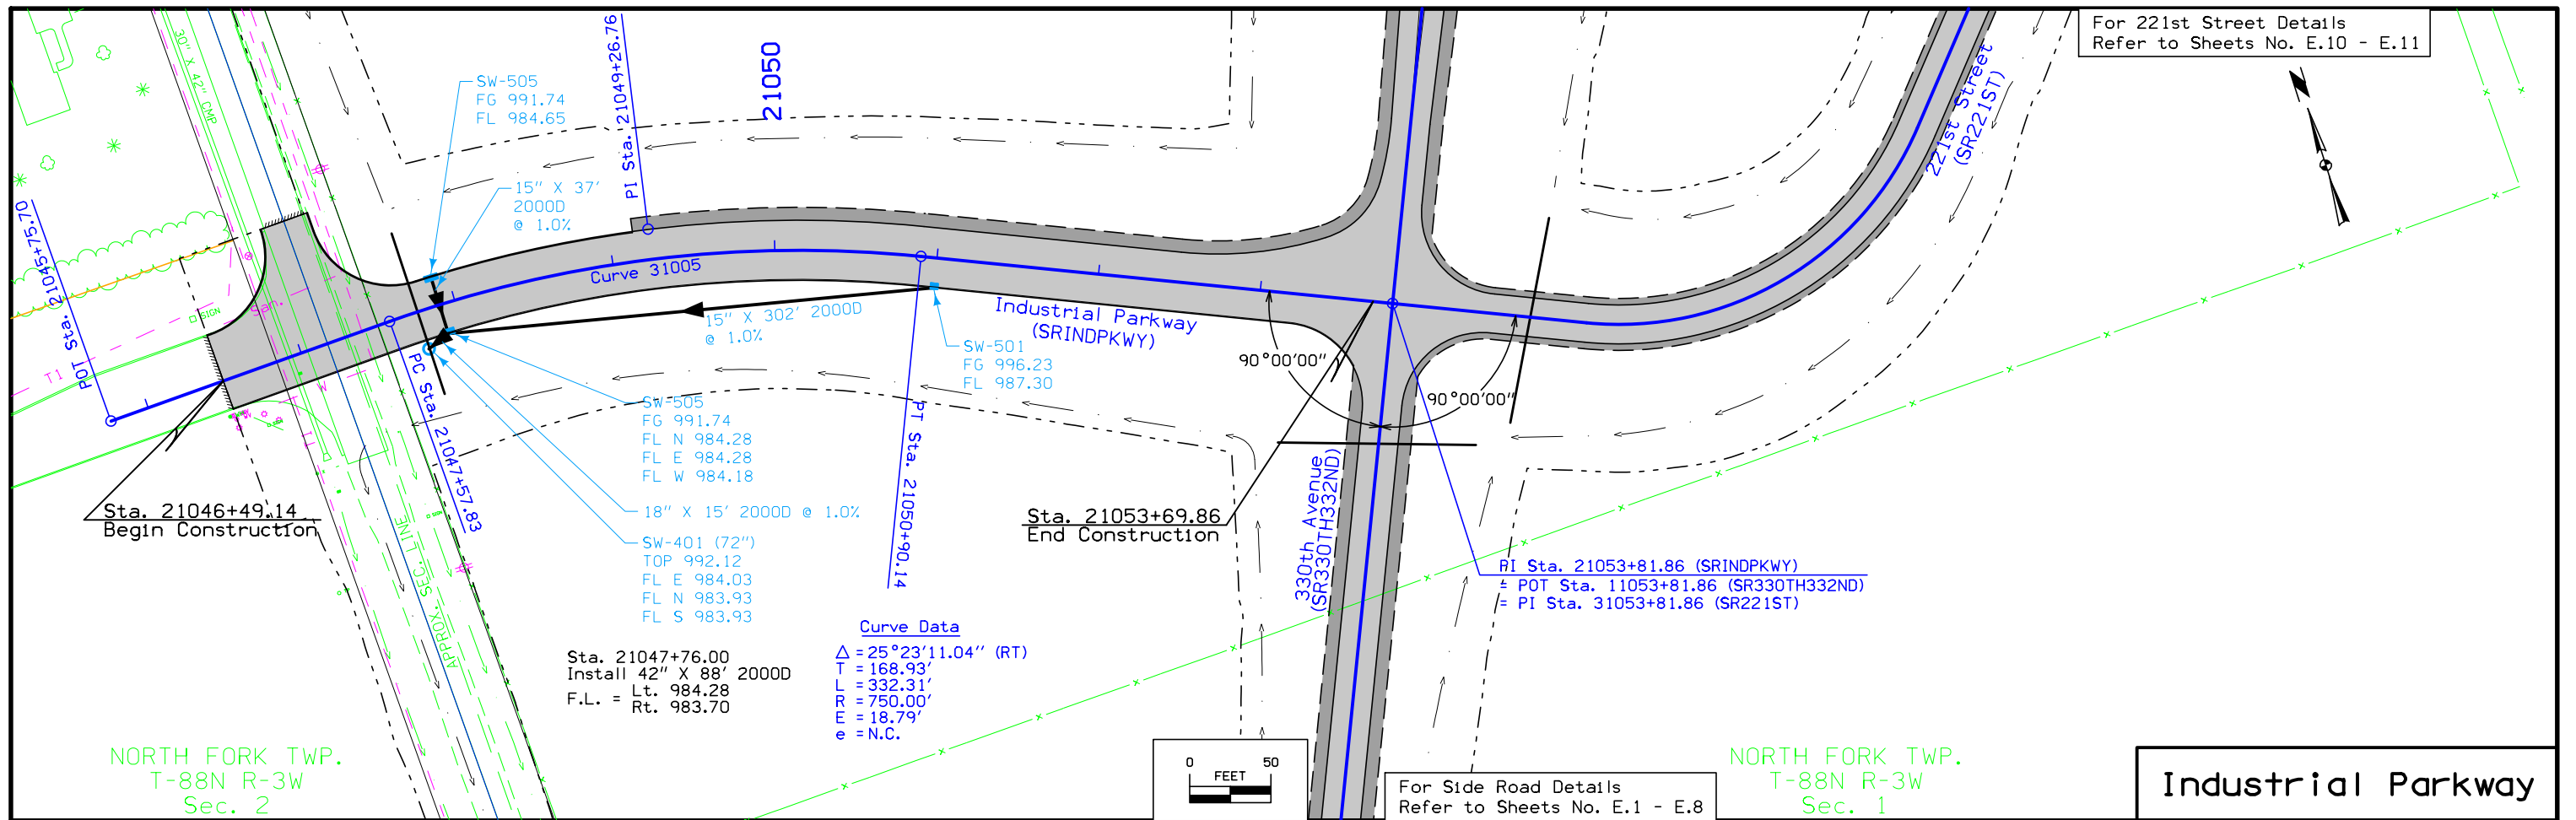 For 221st Street Details
Refer to Sheets No. E.10 - E.11
30" X 42" CMP
SW-505
FG 991.74
FL 984.65
15" X 37'
2000D
@ 1.0%
PI Sta. 21049+26.76
21050
221st Street
(SR221ST)
POT Sta. 21045+75.70
SIGN
San.
T1
W
Curve 31005
15" X 302' 2000D
@ 1.0%
Industrial Parkway
(SRINDPKWY)
SW-501
FG 996.23
FL 987.30
90°00'00"
90°00'00"
PC Sta. 21047+57.83
SW-505
FG 991.74
FL N 984.28
FL E 984.28
FL W 984.18
18" X 15' 2000D @ 1.0%
SW-401 (72")
TOP 992.12
FL E 984.03
FL N 983.93
FL S 983.93
PT Sta. 21050+90.14
Sta. 21046+49.14
Begin Construction
Sta. 21053+69.86
End Construction
330th Avenue
(SR330TH332ND)
PI Sta. 21053+81.86 (SRINDPKWY)
= POT Sta. 11053+81.86 (SR330TH332ND)
= PI Sta. 31053+81.86 (SR221ST)
APPROX. SEC. LINE
Sta. 21047+76.00
Install 42" X 88' 2000D
F.L. = Lt. 984.28
Rt. 983.70
Curve Data
Δ = 25°23'11.04" (RT)
T = 168.93'
L = 332.31'
R = 750.00'
E = 18.79'
e = N.C.
NORTH FORK TWP.
T-88N R-3W
Sec. 2
0 50
FEET
For Side Road Details
Refer to Sheets No. E.1 - E.8
NORTH FORK TWP.
T-88N R-3W
Sec. 1
Industrial Parkway